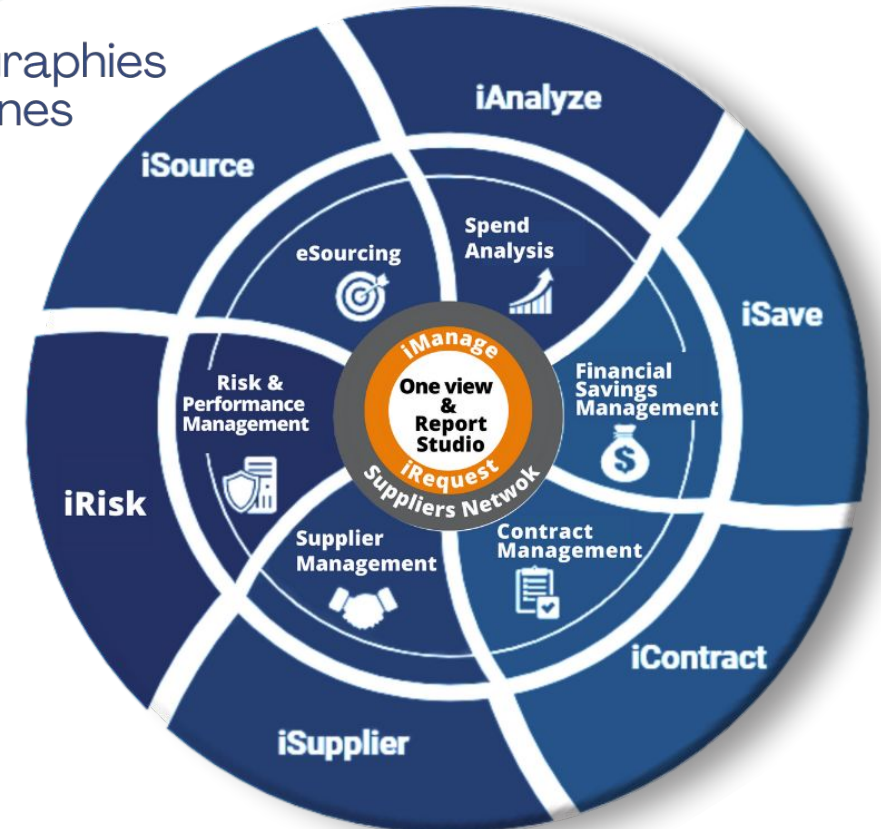 raphies
nes
iAnalyze
iSource
Spend
Analysis
eSourcing
iSave
iManage
Financial
Savings
Management
Risk &
Performance
Management
One view
&
Report
Studio
iRequest
Suppliers Netwok
iRisk
Contract
Management
Supplier
Management
iContract
iSupplier